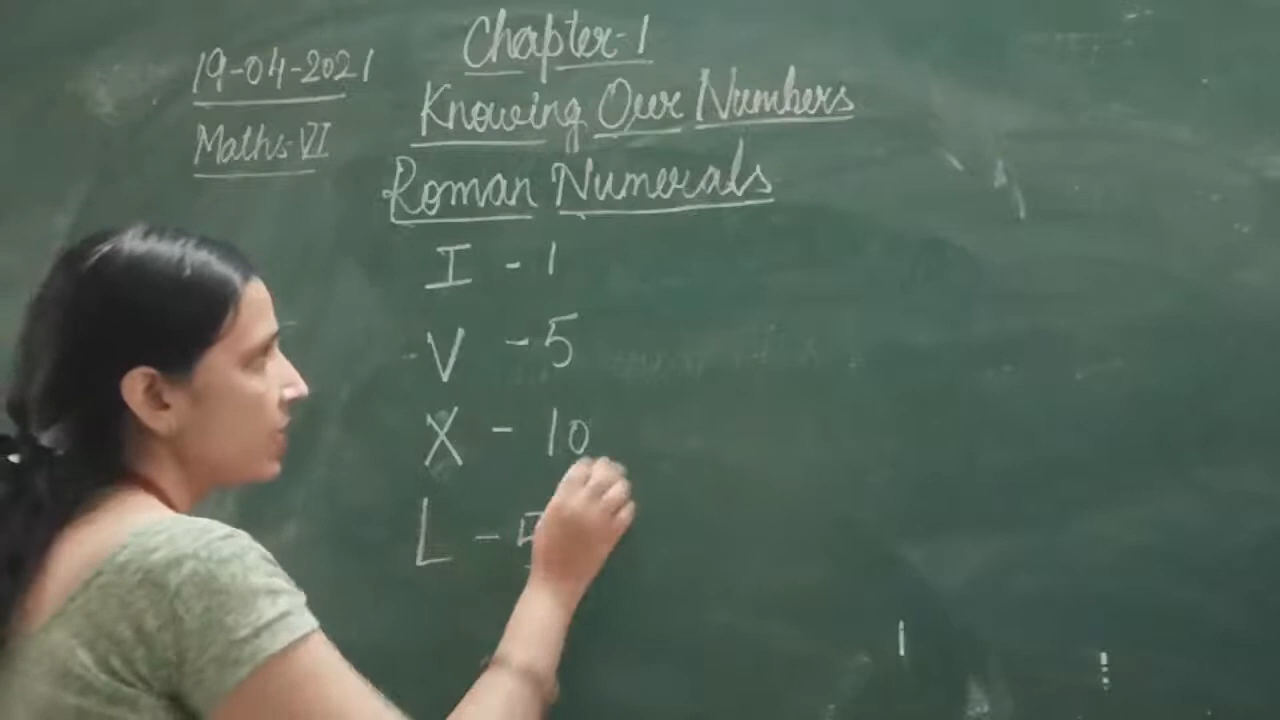 19-04-2021
Maths-VI
Chapter-1
Knowing Our Numbers
Roman Numerals
I - 1
V - 5
X - 10
L - 5